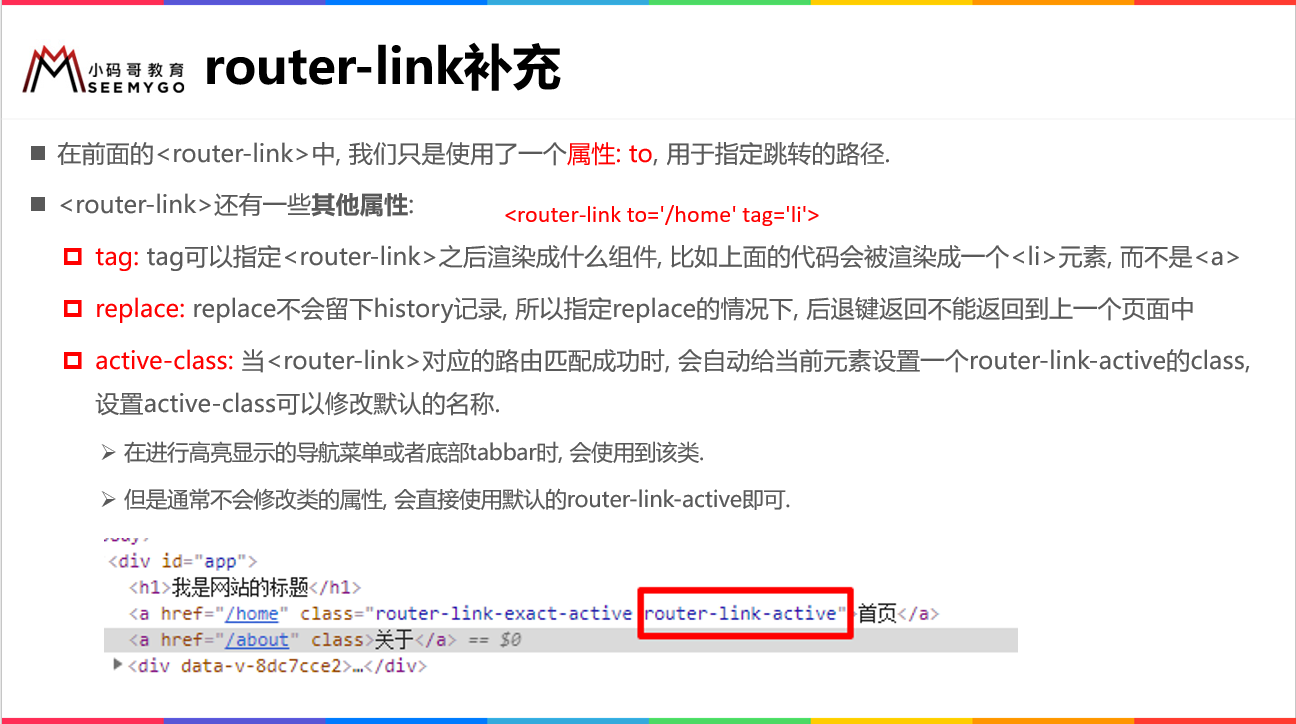 小码哥教育
SEEMYGO
router-link补充
在前面的<router-link>中, 我们只是使用了一个属性: to, 用于指定跳转的路径.
<router-link>还有一些其他属性:
<router-link to='/home' tag='li'>
tag: tag可以指定<router-link>之后渲染成什么组件, 比如上面的代码会被渲染成一个<li>元素, 而不是<a>
replace: replace不会留下history记录, 所以指定replace的情况下, 后退键返回不能返回到上一个页面中
active-class: 当<router-link>对应的路由匹配成功时, 会自动给当前元素设置一个router-link-active的class,
设置active-class可以修改默认的名称.
在进行高亮显示的导航菜单或者底部tabbar时, 会使用到该类.
但是通常不会修改类的属性, 会直接使用默认的router-link-active即可.
<div id="app">
<h1>我是网站的标题</h1>
<a href="/home" class="router-link-exact-active router-link-active">首页</a>
<a href="/about" class>关于</a> == $0
<div data-v-8dc7cce2>…</div>